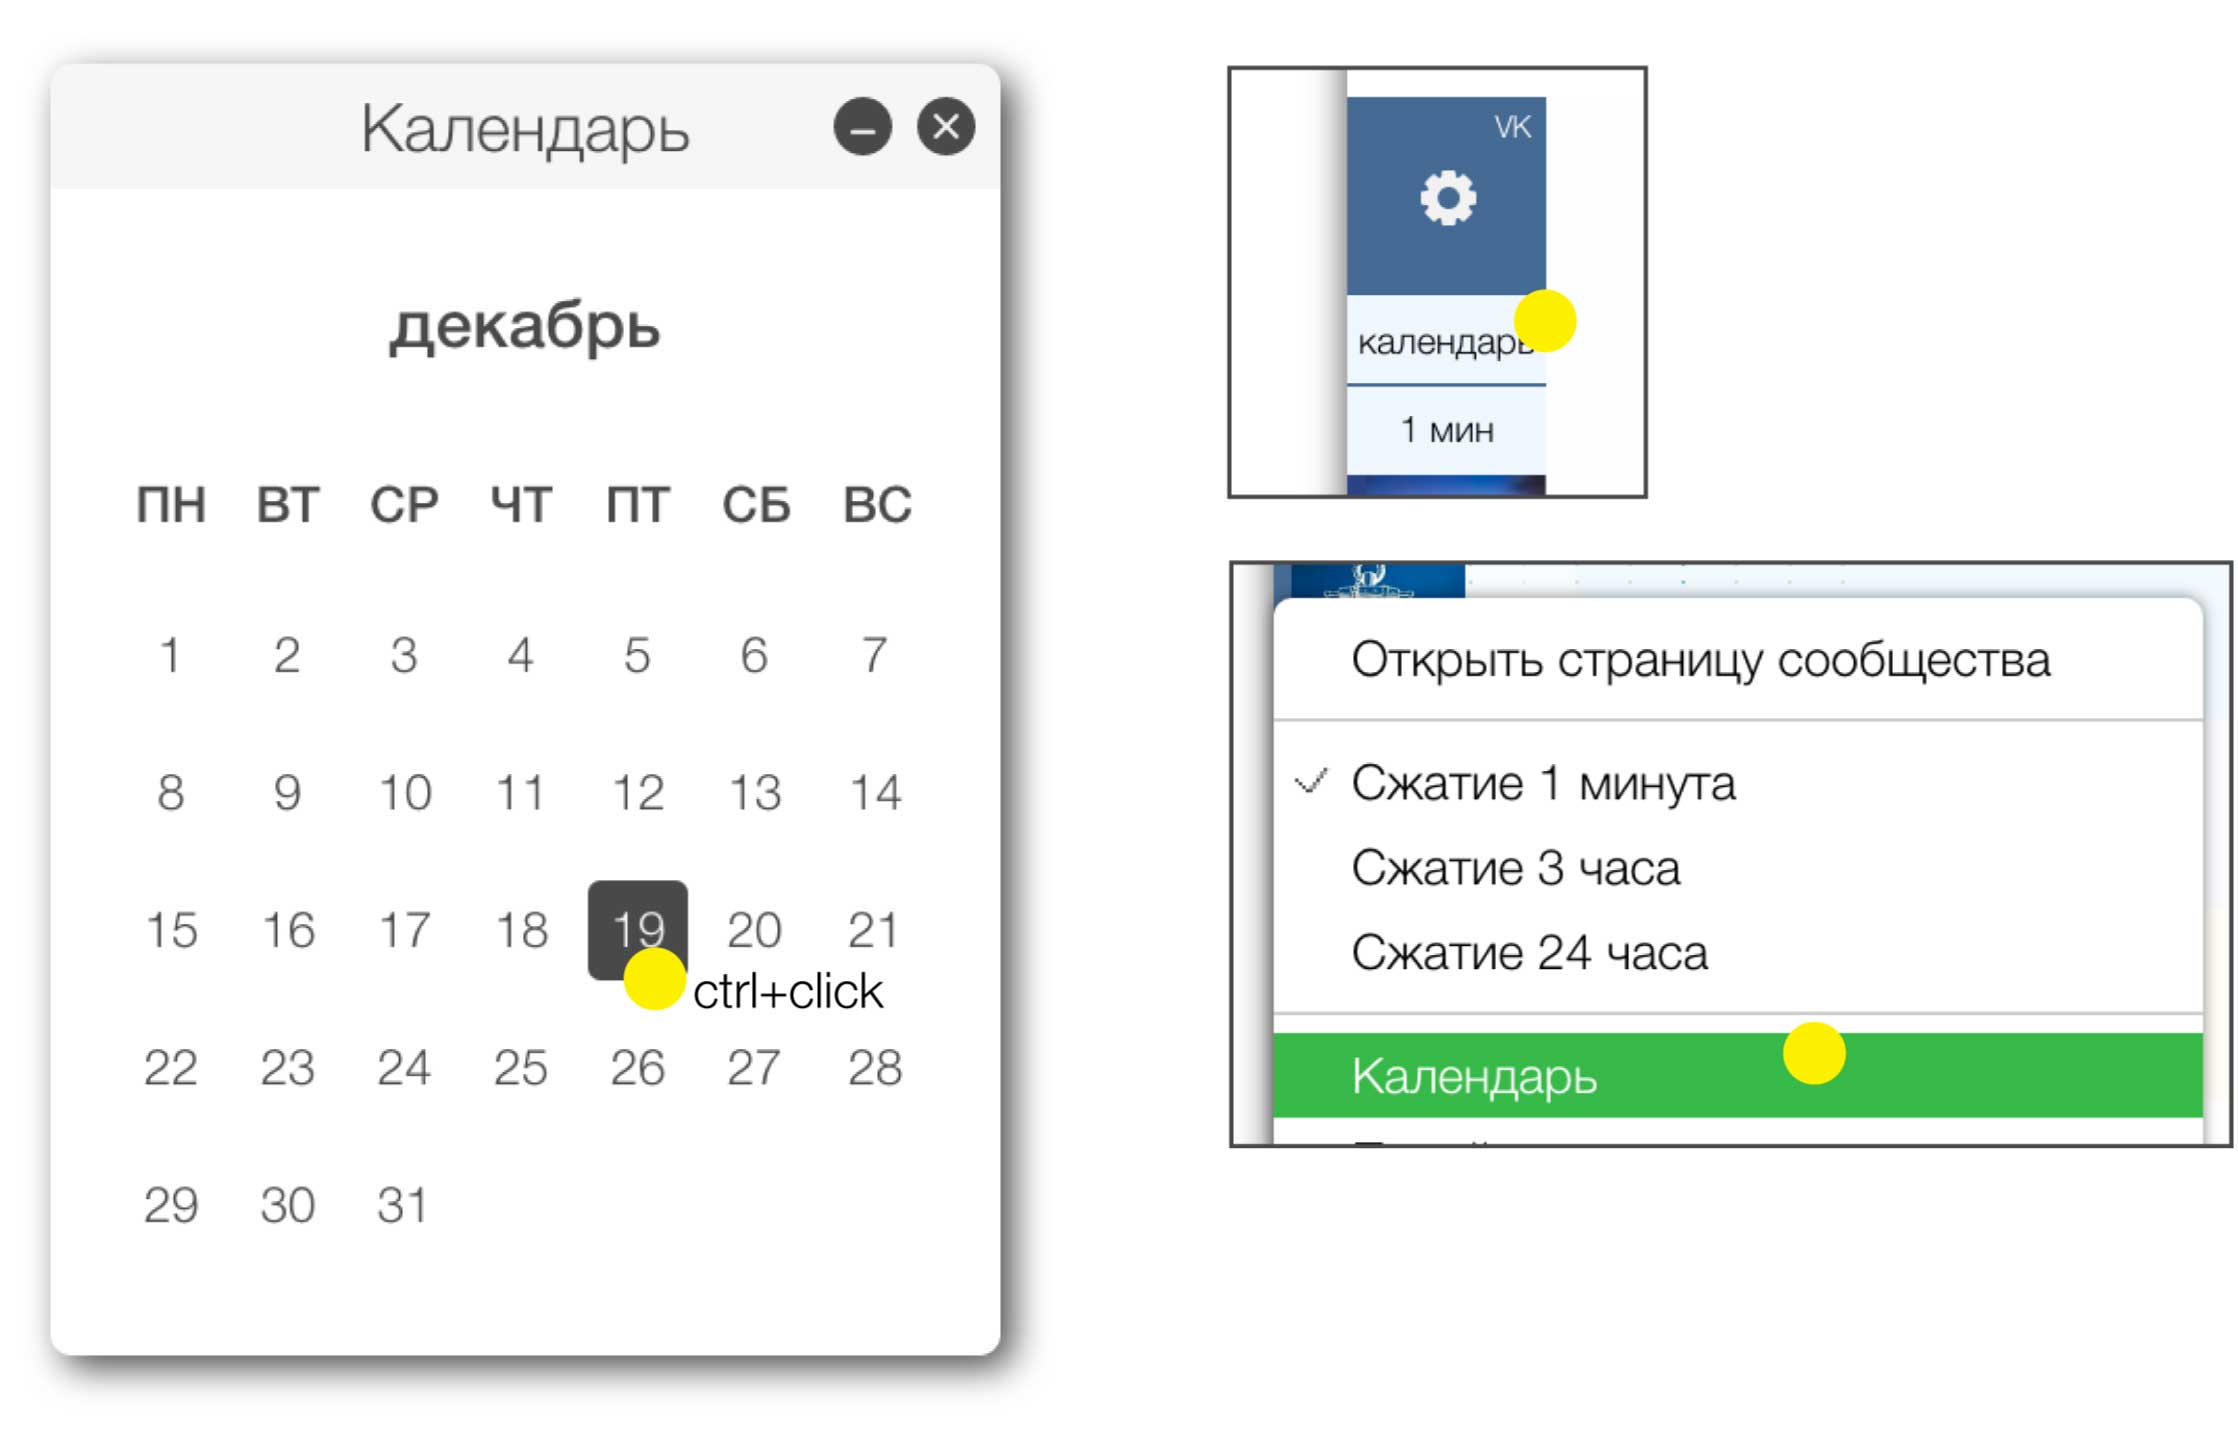 Календарь
декабрь
ПН ВТ СР ЧТ ПТ СБ ВС
1 2 3 4 5 6 7
8 9 10 11 12 13 14
15 16 17 18 19 20 21
ctrl+click
22 23 24 25 26 27 28
29 30 31
VK
календарь
1 мин
Открыть страницу сообщества
Сжатие 1 минута
Сжатие 3 часа
Сжатие 24 часа
Календарь